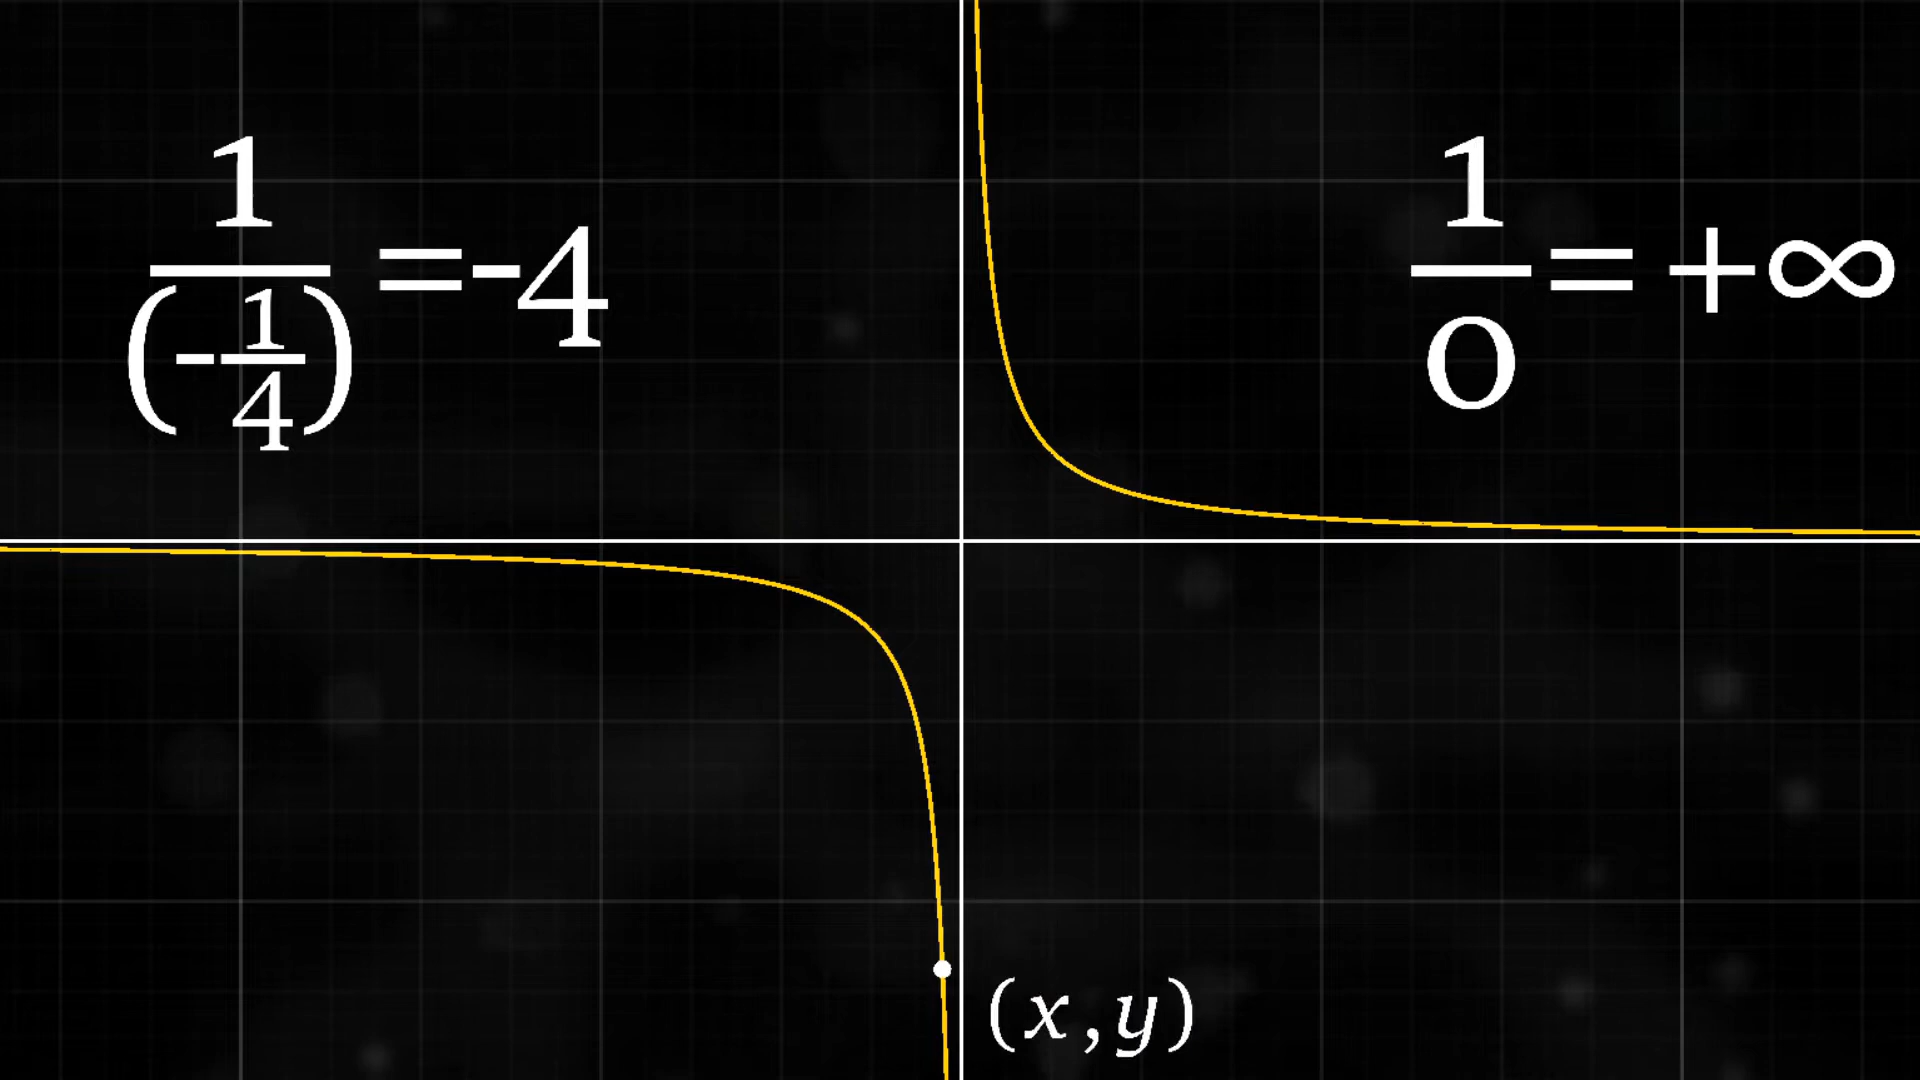 1/(-1/4)=-4
1/0=+∞
(x,y)